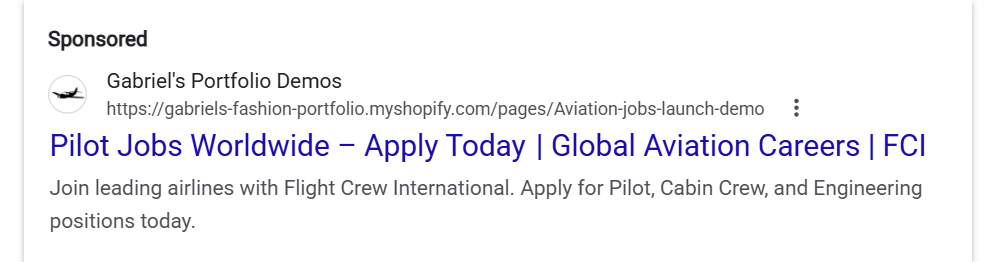 Sponsored
Gabriel's Portfolio Demos
https://gabriels-fashion-portfolio.myshopify.com/pages/Aviation-jobs-launch-demo
Pilot Jobs Worldwide – Apply Today | Global Aviation Careers | FCI
Join leading airlines with Flight Crew International. Apply for Pilot, Cabin Crew, and Engineering
positions today.